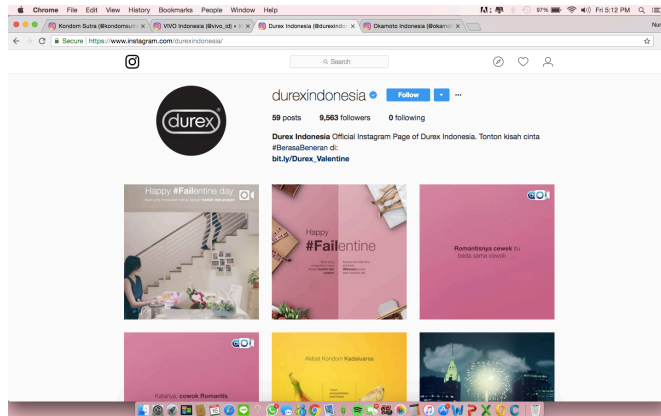 Chrome File Edit View History Bookmarks People Window Help
97% Fri 5:12 PM
Kondom Sutra (@kondomsutra VIVO Indonesia (@vivo_id) • Durex Indonesia (@durexindon Okamoto Indonesia (@okamo
Secure | https://www.instagram.com/durexindonesia/
Search
durexindonesia Follow
59 posts 9,563 followers 0 following
Durex Indonesia Official Instagram Page of Durex Indonesia. Tonton kisah cinta
#BerasaBeneran di:
bit.ly/Durex_Valentine
durex
Happy #Failentine day
Happy
#Failentine
Romantisnya cewek itu
beda sama cowok
Katanya, cowok Romantis
Akibat Kondom Kadaluarsa